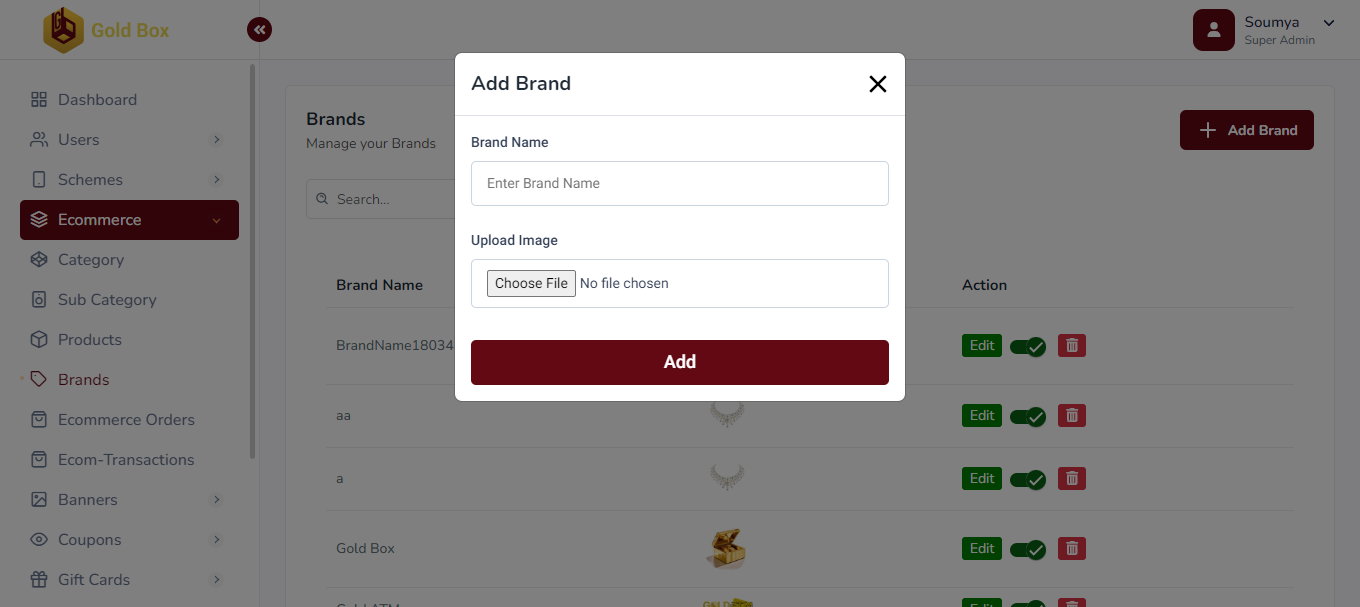 Gold Box
Soumya
Super Admin
Dashboard
Users
Schemes
Ecommerce
Category
Sub Category
Products
Brands
Ecommerce Orders
Ecom-Transactions
Banners
Coupons
Gift Cards
Brands
Manage your Brands
Add Brand
Search...
Brand Name
Action
BrandName18034
Edit
aa
Edit
a
Edit
Gold Box
Edit
Gold ATM
Edit
Add Brand
Brand Name
Enter Brand Name
Upload Image
Choose File No file chosen
Add